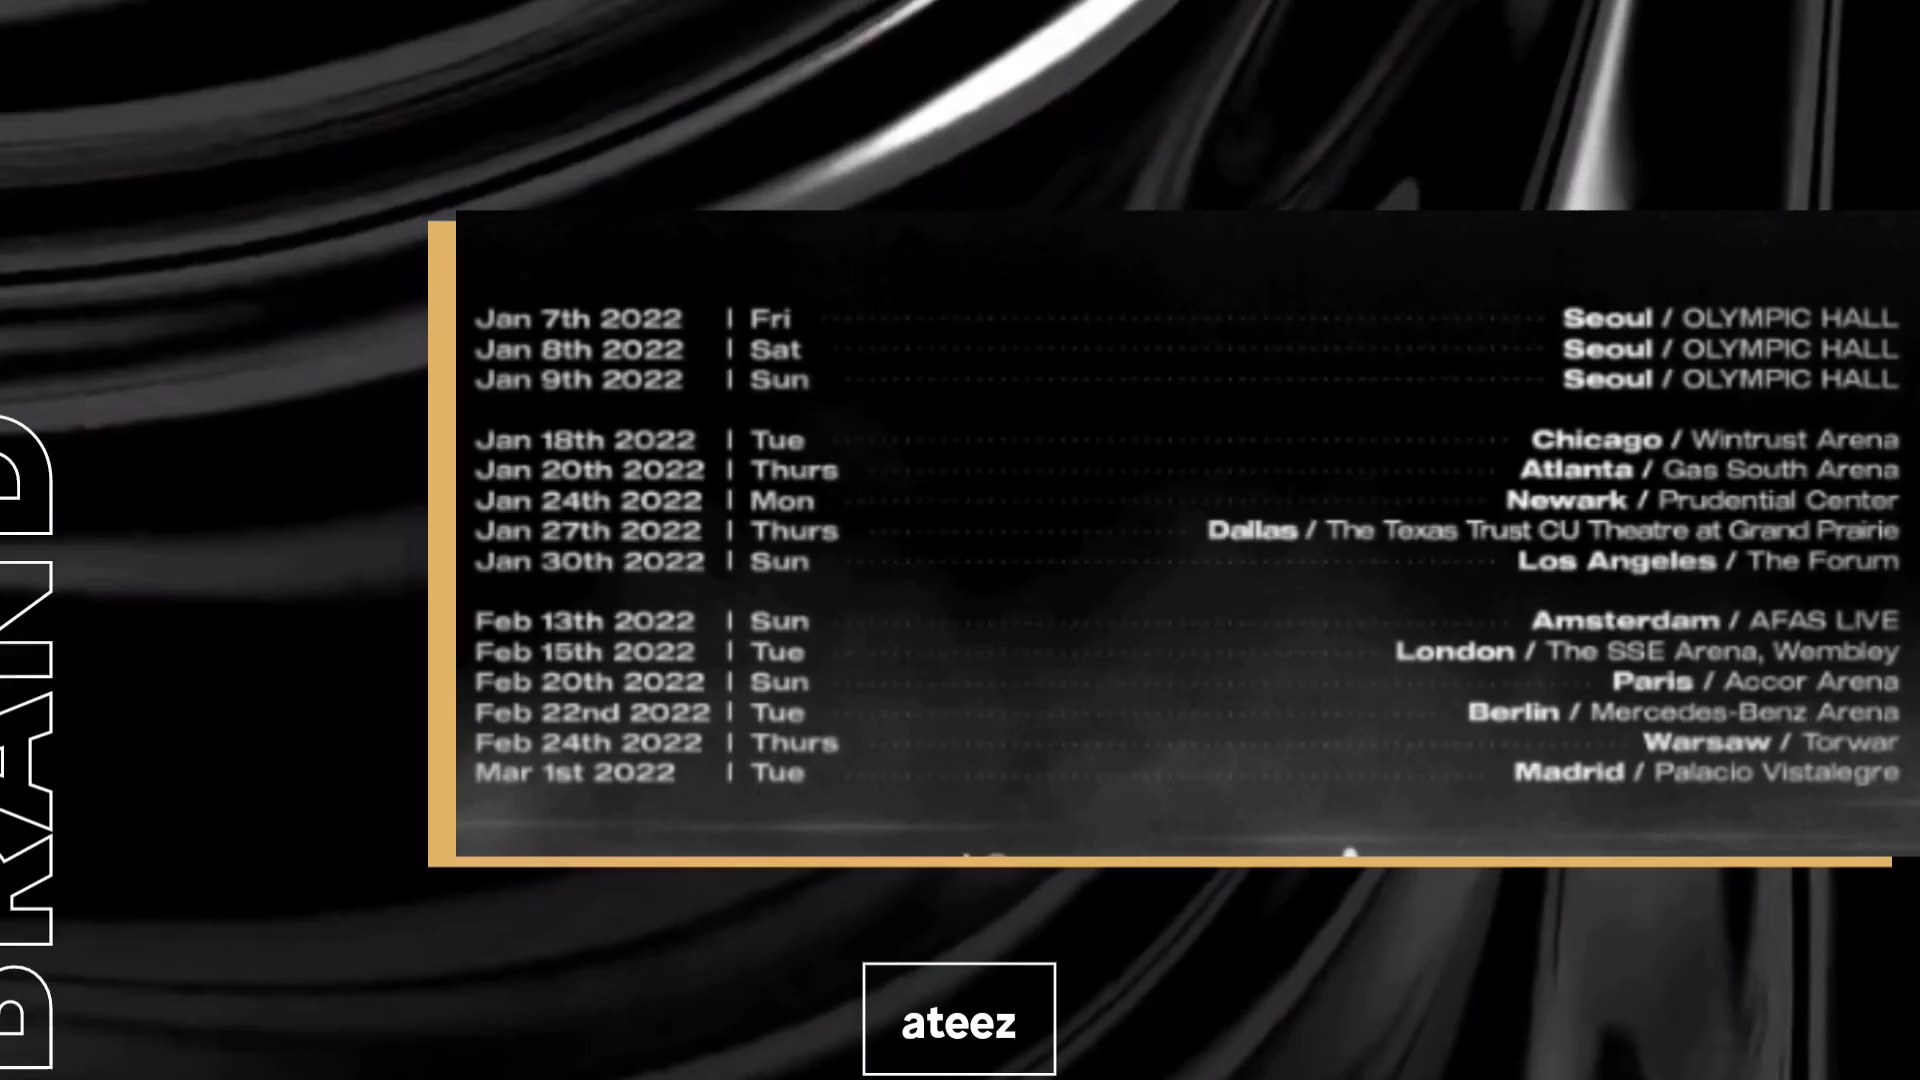 BRAND
Jan 7th 2022 | Fri Seoul / OLYMPIC HALL
Jan 8th 2022 | Sat Seoul / OLYMPIC HALL
Jan 9th 2022 | Sun Seoul / OLYMPIC HALL
Jan 18th 2022 | Tue Chicago / Wintrust Arena
Jan 20th 2022 | Thurs Atlanta / Gas South Arena
Jan 24th 2022 | Mon Newark / Prudential Center
Jan 27th 2022 | Thurs Dallas / The Texas Trust CU Theatre at Grand Prairie
Jan 30th 2022 | Sun Los Angeles / The Forum
Feb 13th 2022 | Sun Amsterdam / AFAS LIVE
Feb 15th 2022 | Tue London / The SSE Arena, Wembley
Feb 20th 2022 | Sun Paris / Accor Arena
Feb 22nd 2022 | Tue Berlin / Mercedes-Benz Arena
Feb 24th 2022 | Thurs Warsaw / Torwar
Mar 1st 2022 | Tue Madrid / Palacio Vistalegre
ateez